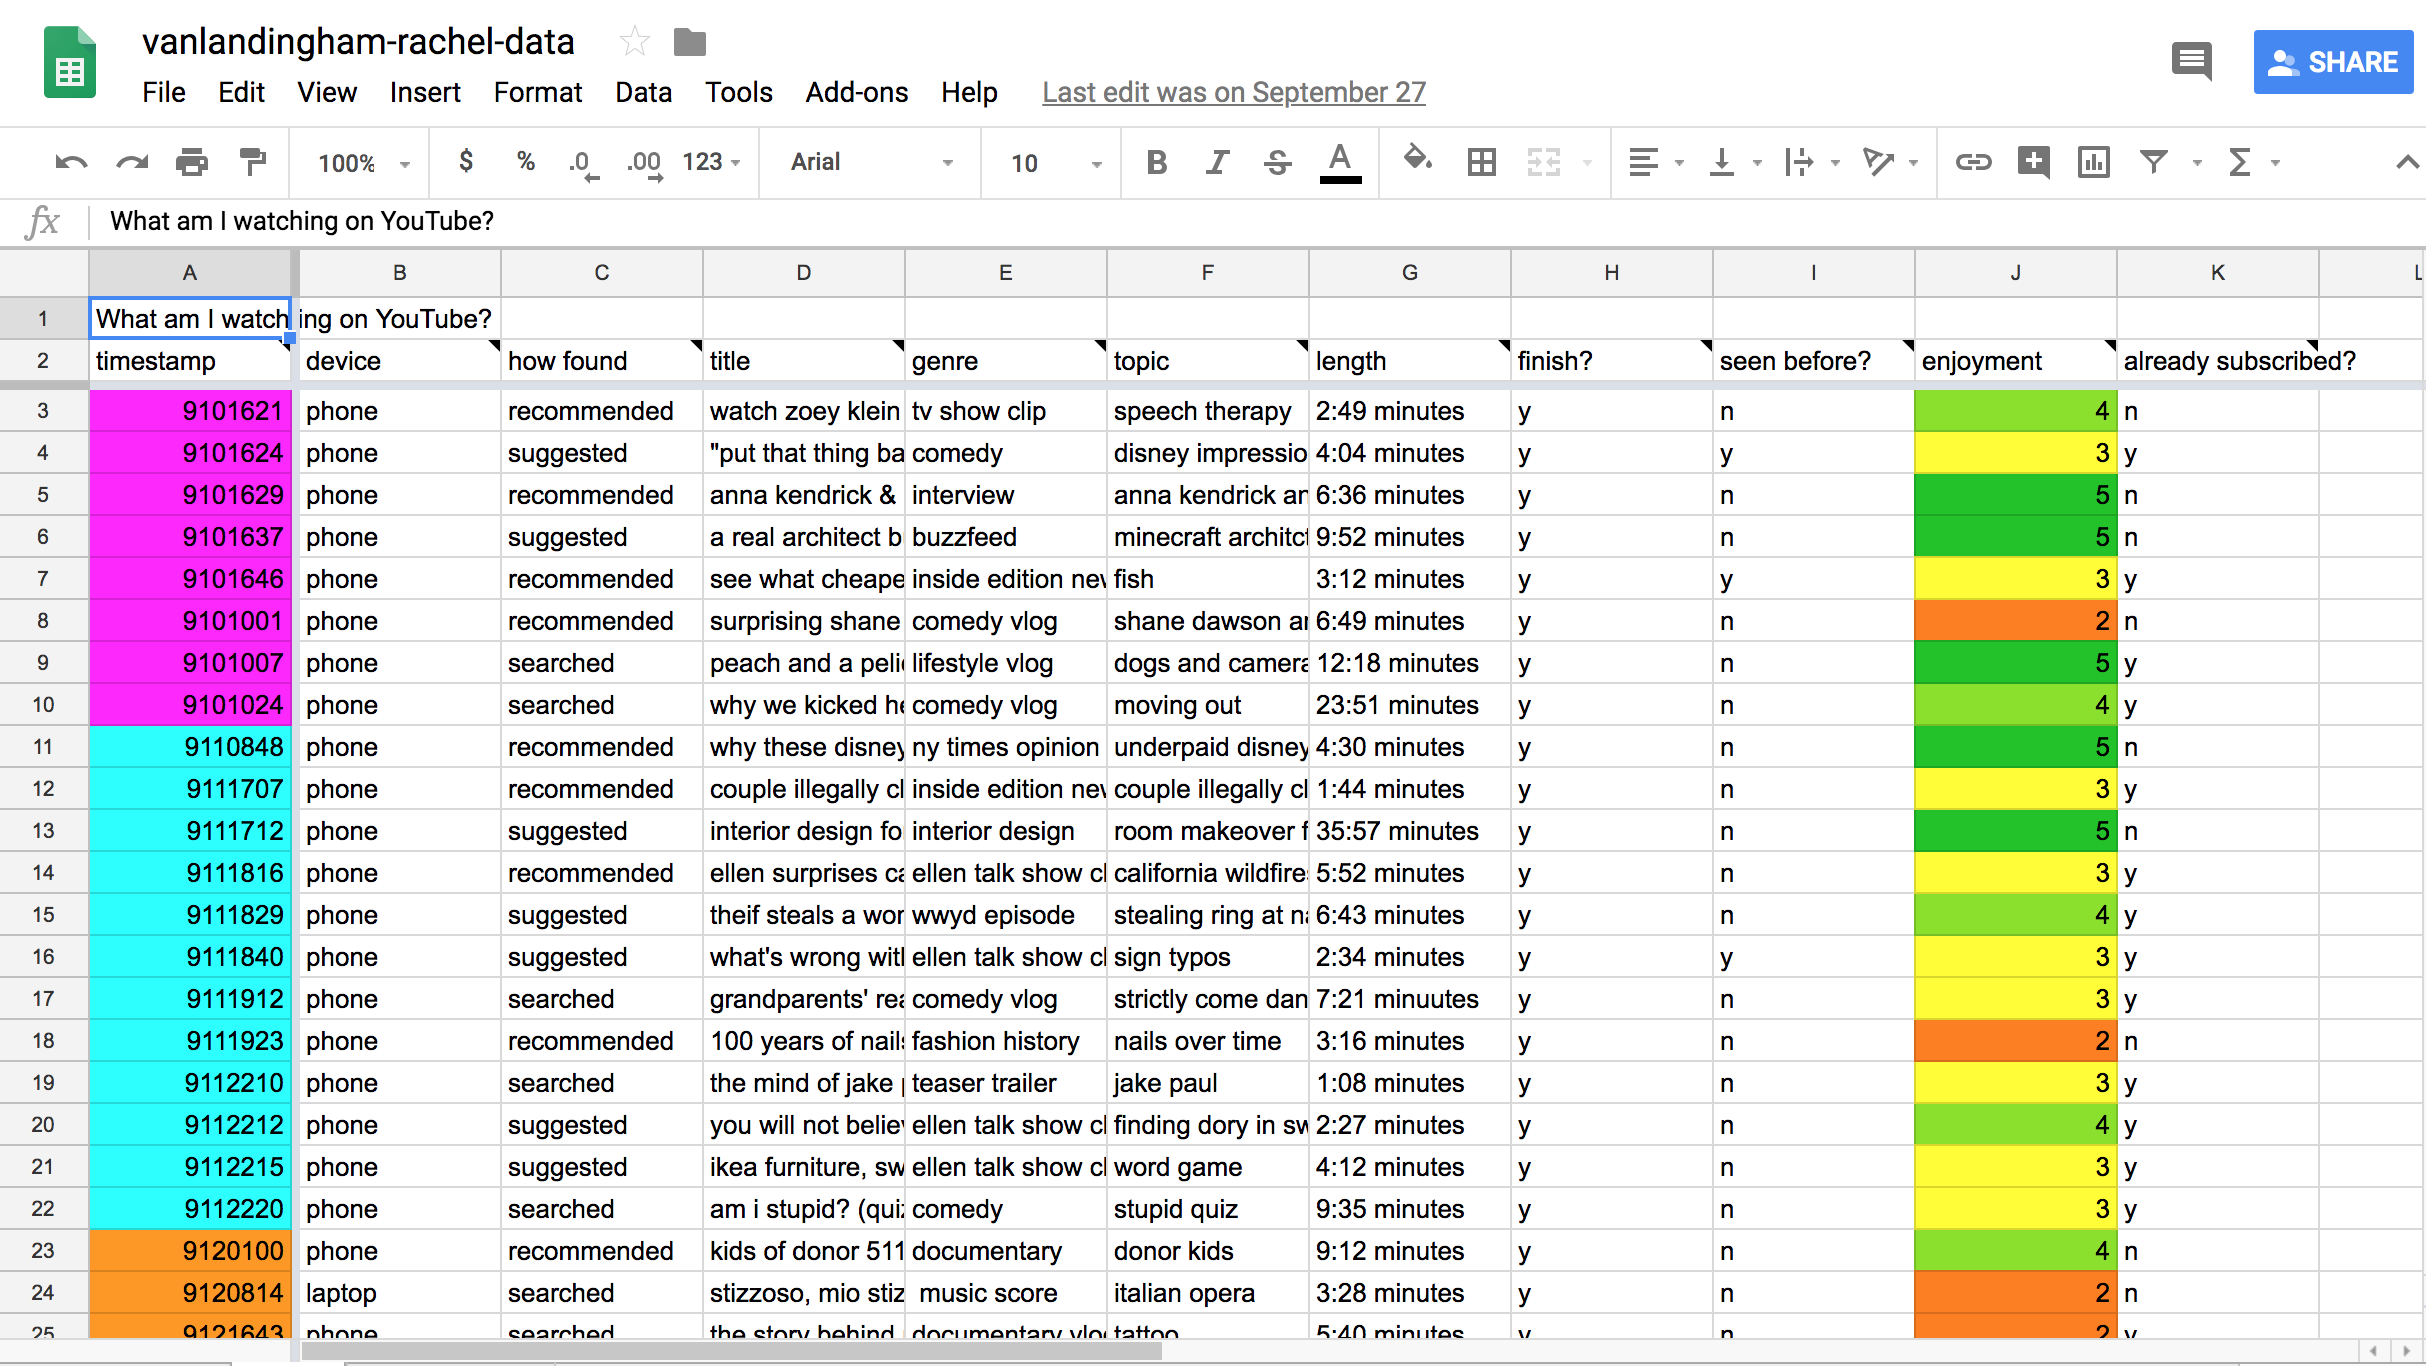 vanlandingham-rachel-data
File Edit View Insert Format Data Tools Add-ons Help Last edit was on September 27
SHARE
100% $ % .0 .00 123 Arial 10 B I S A
fx What am I watching on YouTube?
A B C D E F G H I J K L
1 What am I watching on YouTube?
2 timestamp device how found title genre topic length finish? seen before? enjoyment already subscribed?
3 9101621 phone recommended watch zoey klein tv show clip speech therapy 2:49 minutes y n 4 n
4 9101624 phone suggested "put that thing ba comedy disney impressio 4:04 minutes y y 3 y
5 9101629 phone recommended anna kendrick & interview anna kendrick an 6:36 minutes y n 5 n
6 9101637 phone suggested a real architect b buzzfeed minecraft architct 9:52 minutes y n 5 n
7 9101646 phone recommended see what cheape inside edition nev fish 3:12 minutes y y 3 y
8 9101001 phone recommended surprising shane comedy vlog shane dawson ar 6:49 minutes y n 2 n
9 9101007 phone searched peach and a peli lifestyle vlog dogs and camera 12:18 minutes y n 5 y
10 9101024 phone searched why we kicked he comedy vlog moving out 23:51 minutes y n 4 y
11 9110848 phone recommended why these disney ny times opinion underpaid disney 4:30 minutes y n 5 n
12 9111707 phone recommended couple illegally cl inside edition nev couple illegally cl 1:44 minutes y n 3 y
13 9111712 phone suggested interior design fo interior design room makeover f 35:57 minutes y n 5 n
14 9111816 phone recommended ellen surprises ca ellen talk show cl california wildfire 5:52 minutes y n 3 y
15 9111829 phone suggested theif steals a wor wwyd episode stealing ring at na 6:43 minutes y n 4 y
16 9111840 phone suggested what's wrong witl ellen talk show cl sign typos 2:34 minutes y y 3 y
17 9111912 phone searched grandparents' rea comedy vlog strictly come dan 7:21 minuutes y n 3 y
18 9111923 phone recommended 100 years of nails fashion history nails over time 3:16 minutes y n 2 n
19 9112210 phone searched the mind of jake teaser trailer jake paul 1:08 minutes y n 3 y
20 9112212 phone suggested you will not believ ellen talk show cl finding dory in sw 2:27 minutes y n 4 y
21 9112215 phone suggested ikea furniture, sw ellen talk show cl word game 4:12 minutes y n 3 y
22 9112220 phone searched am i stupid? (quiz comedy stupid quiz 9:35 minutes y n 3 y
23 9120100 phone recommended kids of donor 511 documentary donor kids 9:12 minutes y n 4 n
24 9120814 laptop searched stizzoso, mio stiz music score italian opera 3:28 minutes y n 2 n
25 9121643 phone searched the story behind documentary vlog tattoo 5:40 minutes y n 2 y